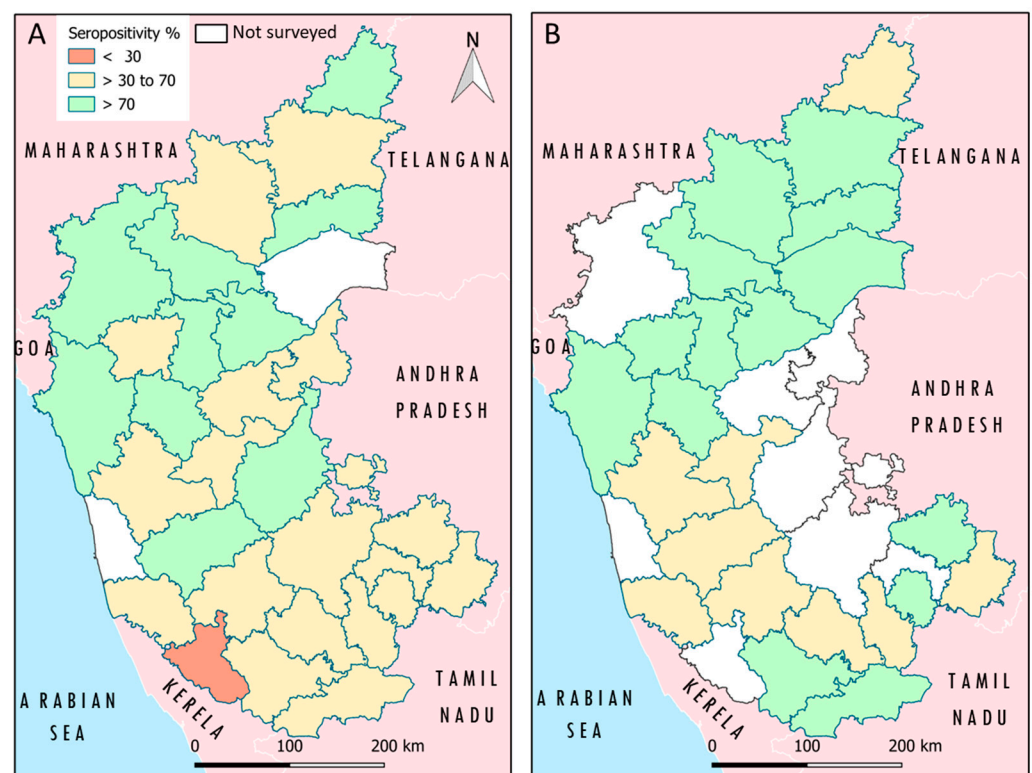 A
Seropositivity %
< 30
> 30 to 70
> 70
Not surveyed
N
MAHARASHTRA
TELANGANA
GOA
ANDHRA
PRADESH
ARABIAN
SEA
KERELA
TAMIL
NADU
0 100 200 km
B
MAHARASHTRA
TELANGANA
GOA
ANDHRA
PRADESH
ARABIAN
SEA
KERELA
TAMIL
NADU
0 100 200 km